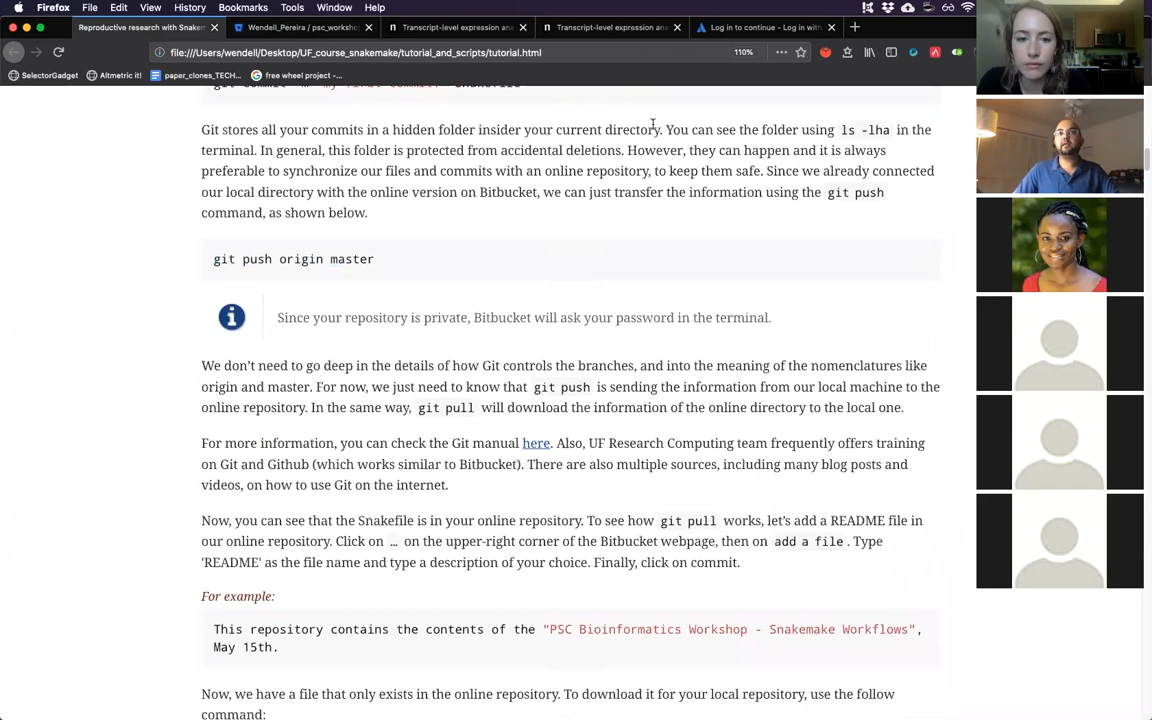 Firefox File Edit View History Bookmarks Tools Window Help
Reproductive research with Snakem
Wendell_Pereira / psc_worksho
Transcript-level expression ana
Transcript-level expression ana
Log in to continue - Log in with
file:///Users/wendell/Desktop/UF_course_snakemake/tutorial_and_scripts/tutorial.html 110%
SelectorGadget Altmetric it! paper_clones_TECH... free wheel project -...
Git stores all your commits in a hidden folder insider your current directory. You can see the folder using ls -lha in the
terminal. In general, this folder is protected from accidental deletions. However, they can happen and it is always
preferable to synchronize our files and commits with an online repository, to keep them safe. Since we already connected
our local directory with the online version on Bitbucket, we can just transfer the information using the git push
command, as shown below.
git push origin master
Since your repository is private, Bitbucket will ask your password in the terminal.
We don't need to go deep in the details of how Git controls the branches, and into the meaning of the nomenclatures like
origin and master. For now, we just need to know that git push is sending the information from our local machine to the
online repository. In the same way, git pull will download the information of the online directory to the local one.
For more information, you can check the Git manual here. Also, UF Research Computing team frequently offers training
on Git and Github (which works similar to Bitbucket). There are also multiple sources, including many blog posts and
videos, on how to use Git on the internet.
Now, you can see that the Snakefile is in your online repository. To see how git pull works, let's add a README file in
our online repository. Click on … on the upper-right corner of the Bitbucket webpage, then on add a file. Type
'README' as the file name and type a description of your choice. Finally, click on commit.
For example:
This repository contains the contents of the "PSC Bioinformatics Workshop - Snakemake Workflows",
May 15th.
Now, we have a file that only exists in the online repository. To download it for your local repository, use the follow
command: